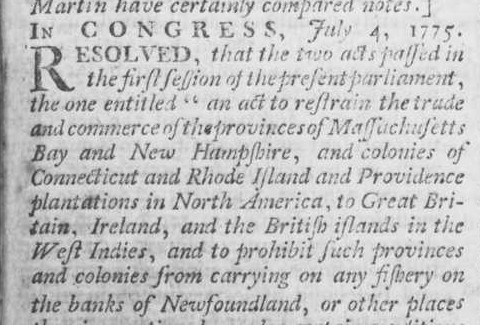 Martin have certainly compared notes.]
IN CONGRESS, July 4, 1775.
RESOLVED, that the two acts paſſed in
the firſt ſeſſion of the preſent parliament,
the one entitled “ an act to reſtrain the trade
and commerce of the provinces of Maſſachuſetts
Bay and New Hampſhire, and colonies of
Connecticut and Rhode Iſland and Providence
plantations in North America, to Great Bri-
tain, Ireland, and the Britiſh iſlands in the
Weſt Indies, and to prohibit ſuch provinces
and colonies from carrying on any fiſhery on
the banks of Newfoundland, or other places